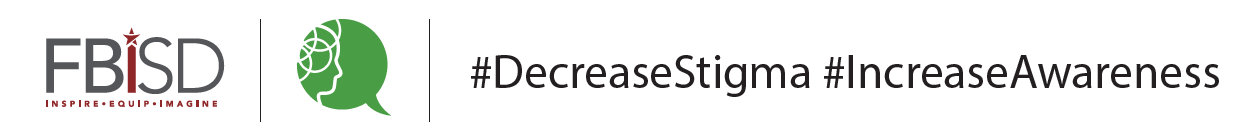 FBiSD
INSPIRE•EQUIP•IMAGINE
#DecreaseStigma #IncreaseAwareness